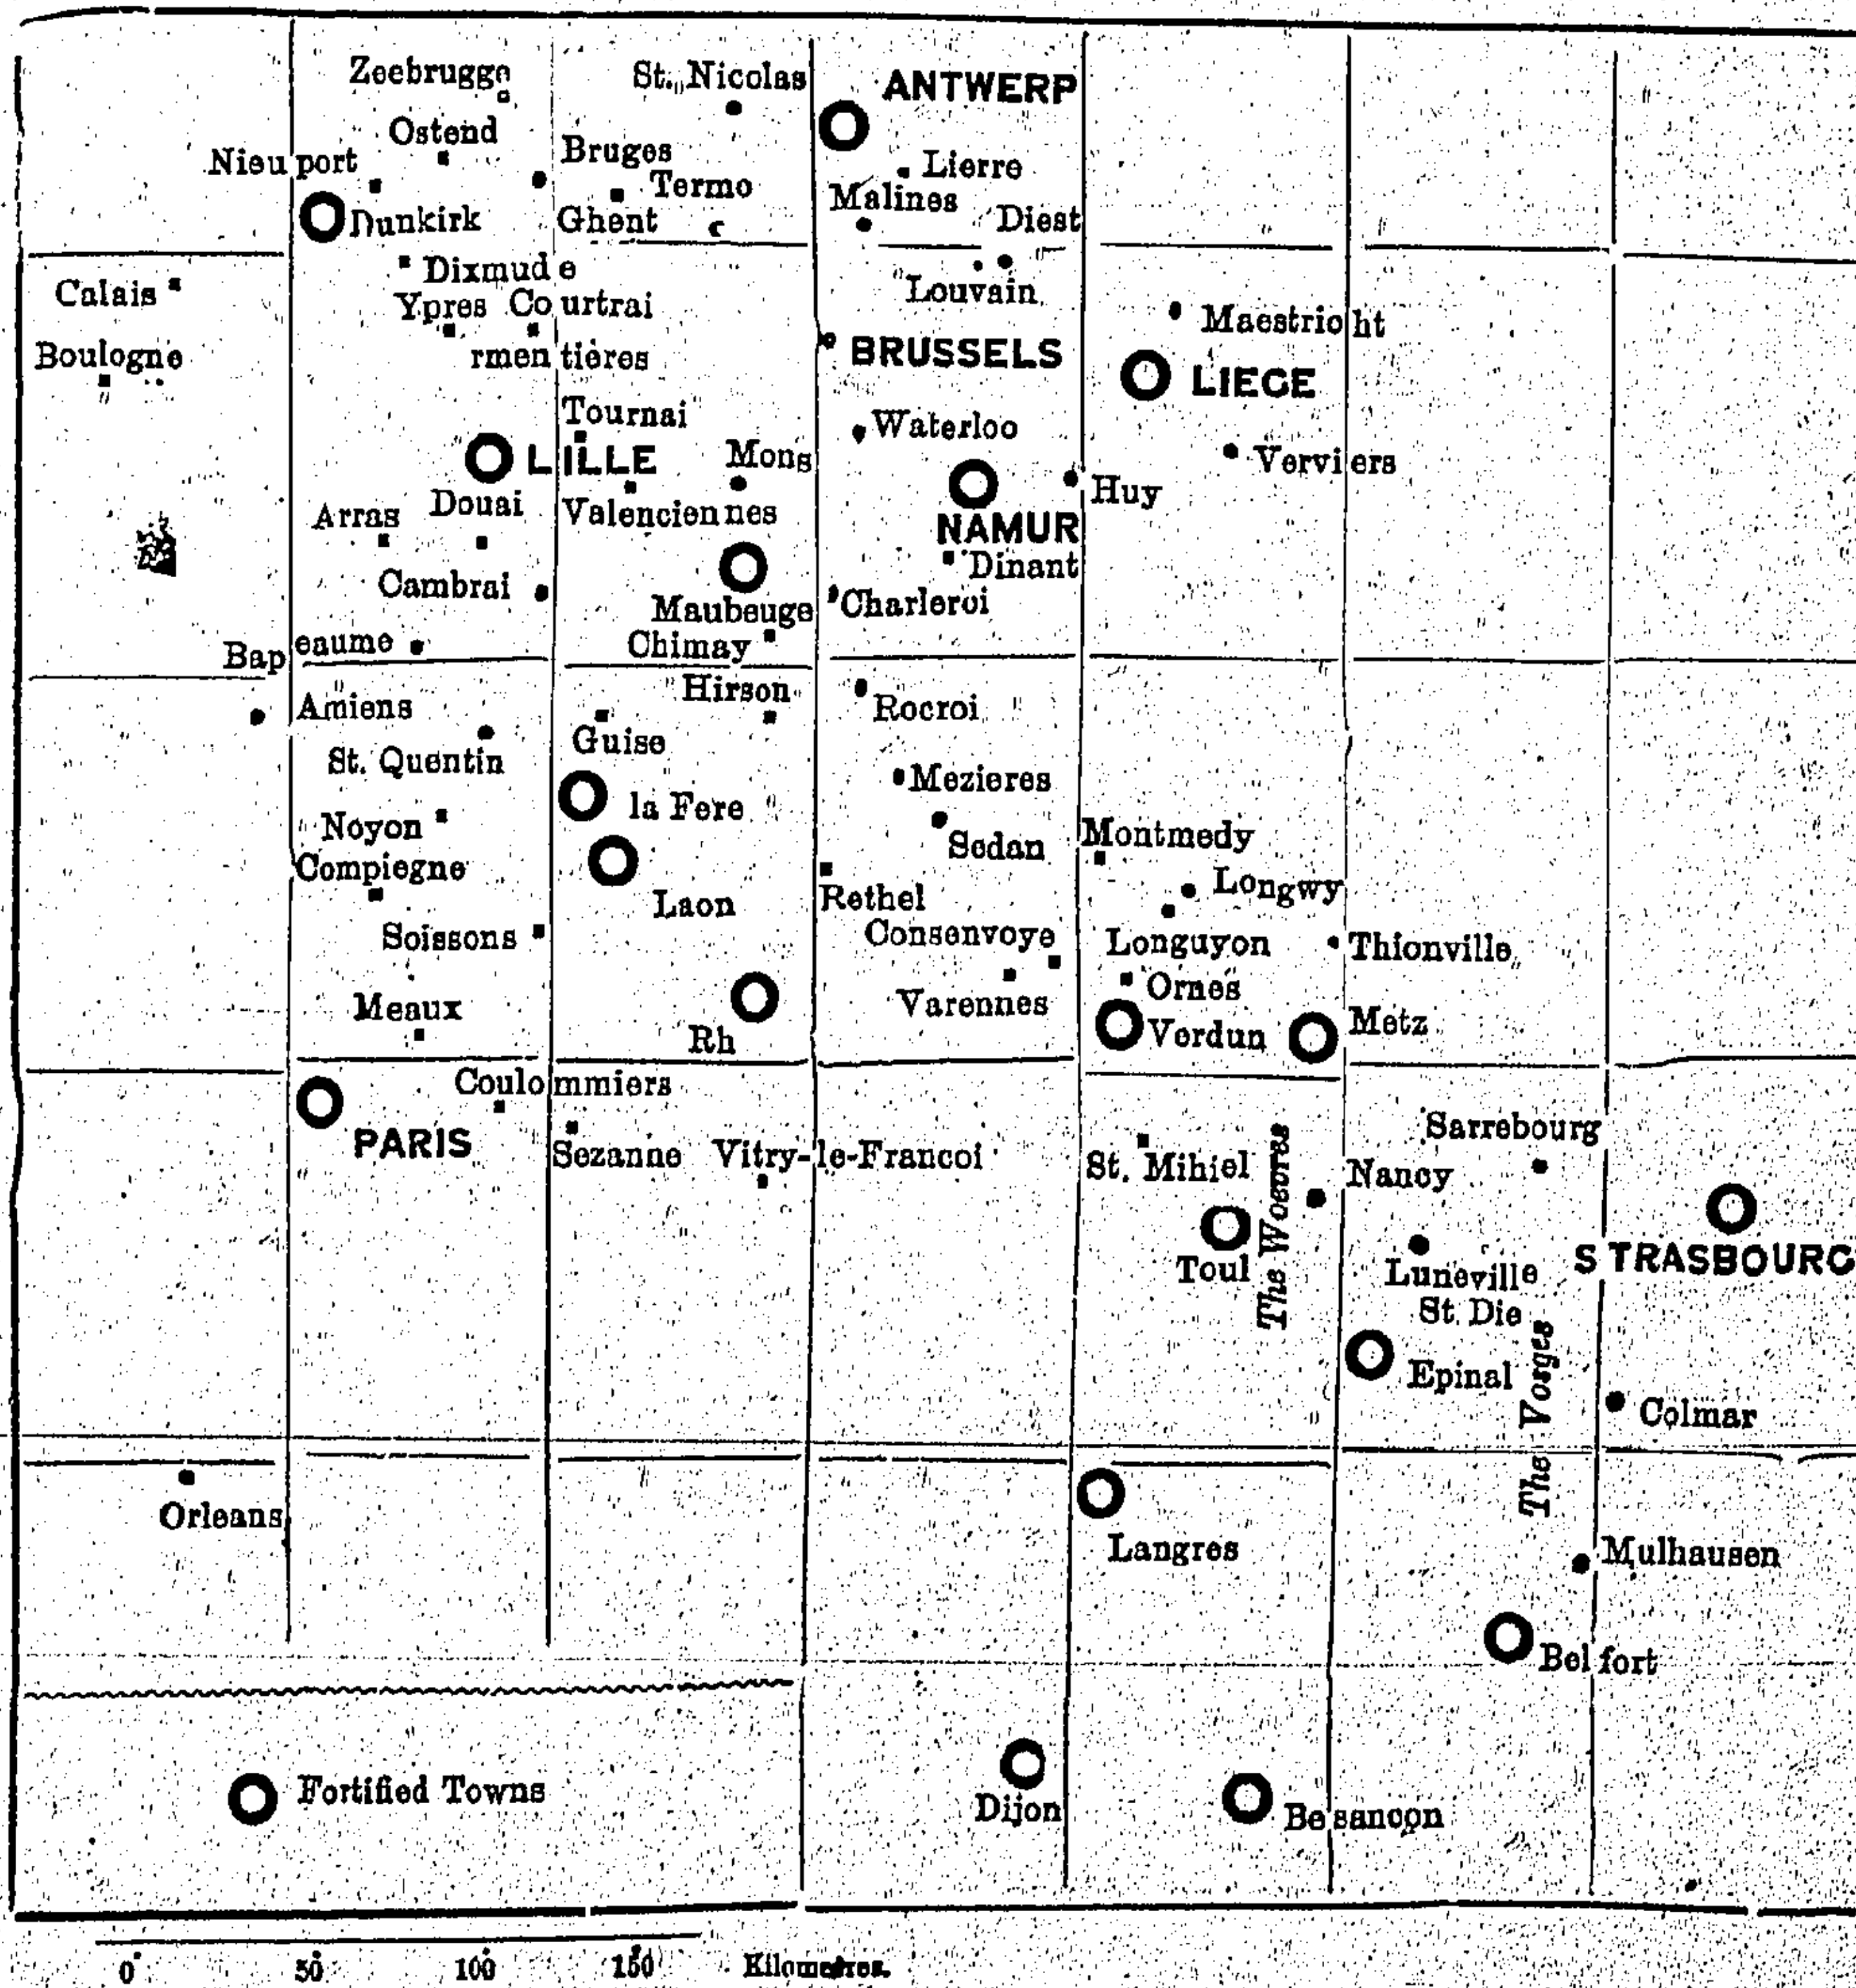 Zeebrugge
St. Nicolas
ANTWERP
Ostend
Nieuport
Bruges
Lierre
Termo
Malines
Dunkirk
Ghent
Diest
Dixmude
Calais
Louvain
Ypres Courtrai
Maestricht
Boulogne
rmentières
BRUSSELS
LIEGE
Tournai
Waterloo
LILLE
Mons
Verviers
Huy
Arras
Douai
Valenciennes
NAMUR
Dinant
Cambrai
Maubeuge
Charleroi
Bapeaume
Chimay
Hirson
Amiens
Rocroi
Guise
St. Quentin
Mezieres
la Fere
Noyon
Montmedy
Sedan
Compiegne
Longwy
Laon
Rethel
Soissons
Consenvoye
Longuyon
Thionville
Ornes
Meaux
Varennes
Metz
Rh
Verdun
Coulommiers
PARIS
Sarrebourg
Sezanne
Vitry-le-Francoi
St. Mihiel
The Woevres
Nancy
Toul
Luneville
STRASBOURG
St. Die
Epinal
The Vosges
Colmar
Orleans
Langres
Mulhausen
Belfort
Fortified Towns
Dijon
Besancon
0 50 100 150 Kilometres.